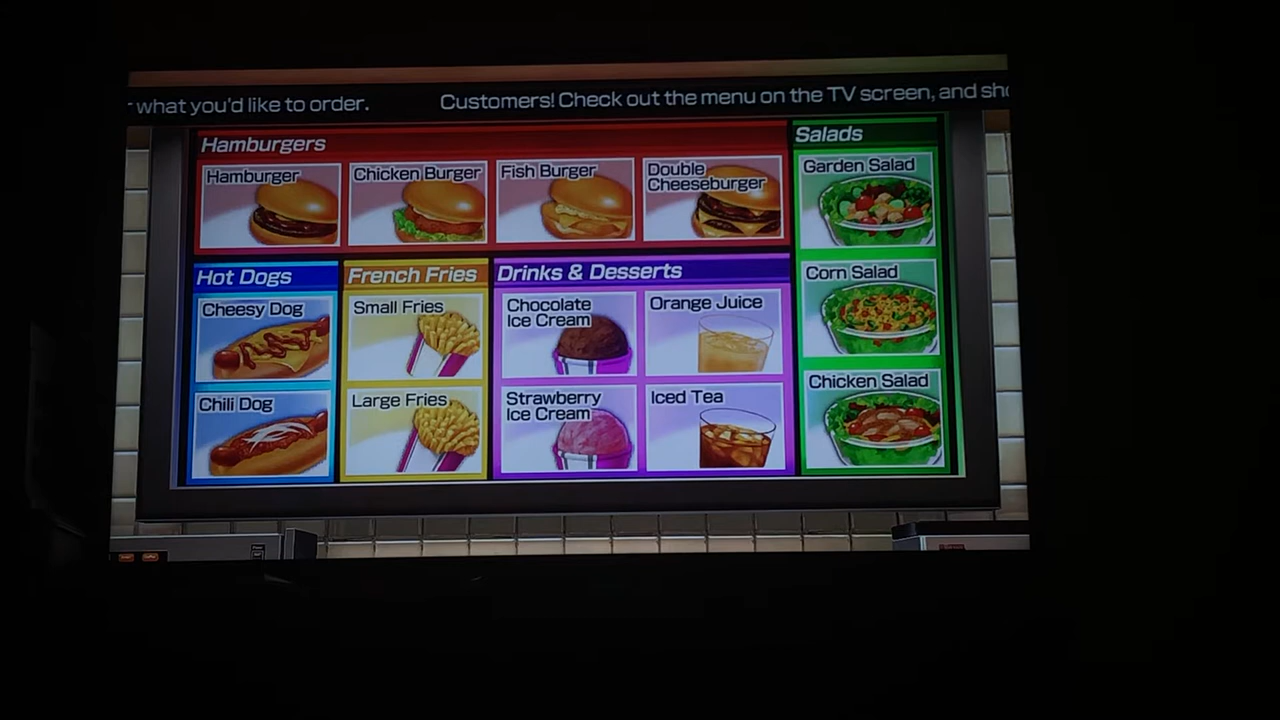 what you'd like to order. Customers! Check out the menu on the TV screen, and sh
Hamburgers
Hamburger
Chicken Burger
Fish Burger
Double
Cheeseburger
Salads
Garden Salad
Corn Salad
Chicken Salad
Hot Dogs
Cheesy Dog
Chili Dog
French Fries
Small Fries
Large Fries
Drinks & Desserts
Chocolate
Ice Cream
Orange Juice
Strawberry
Ice Cream
Iced Tea